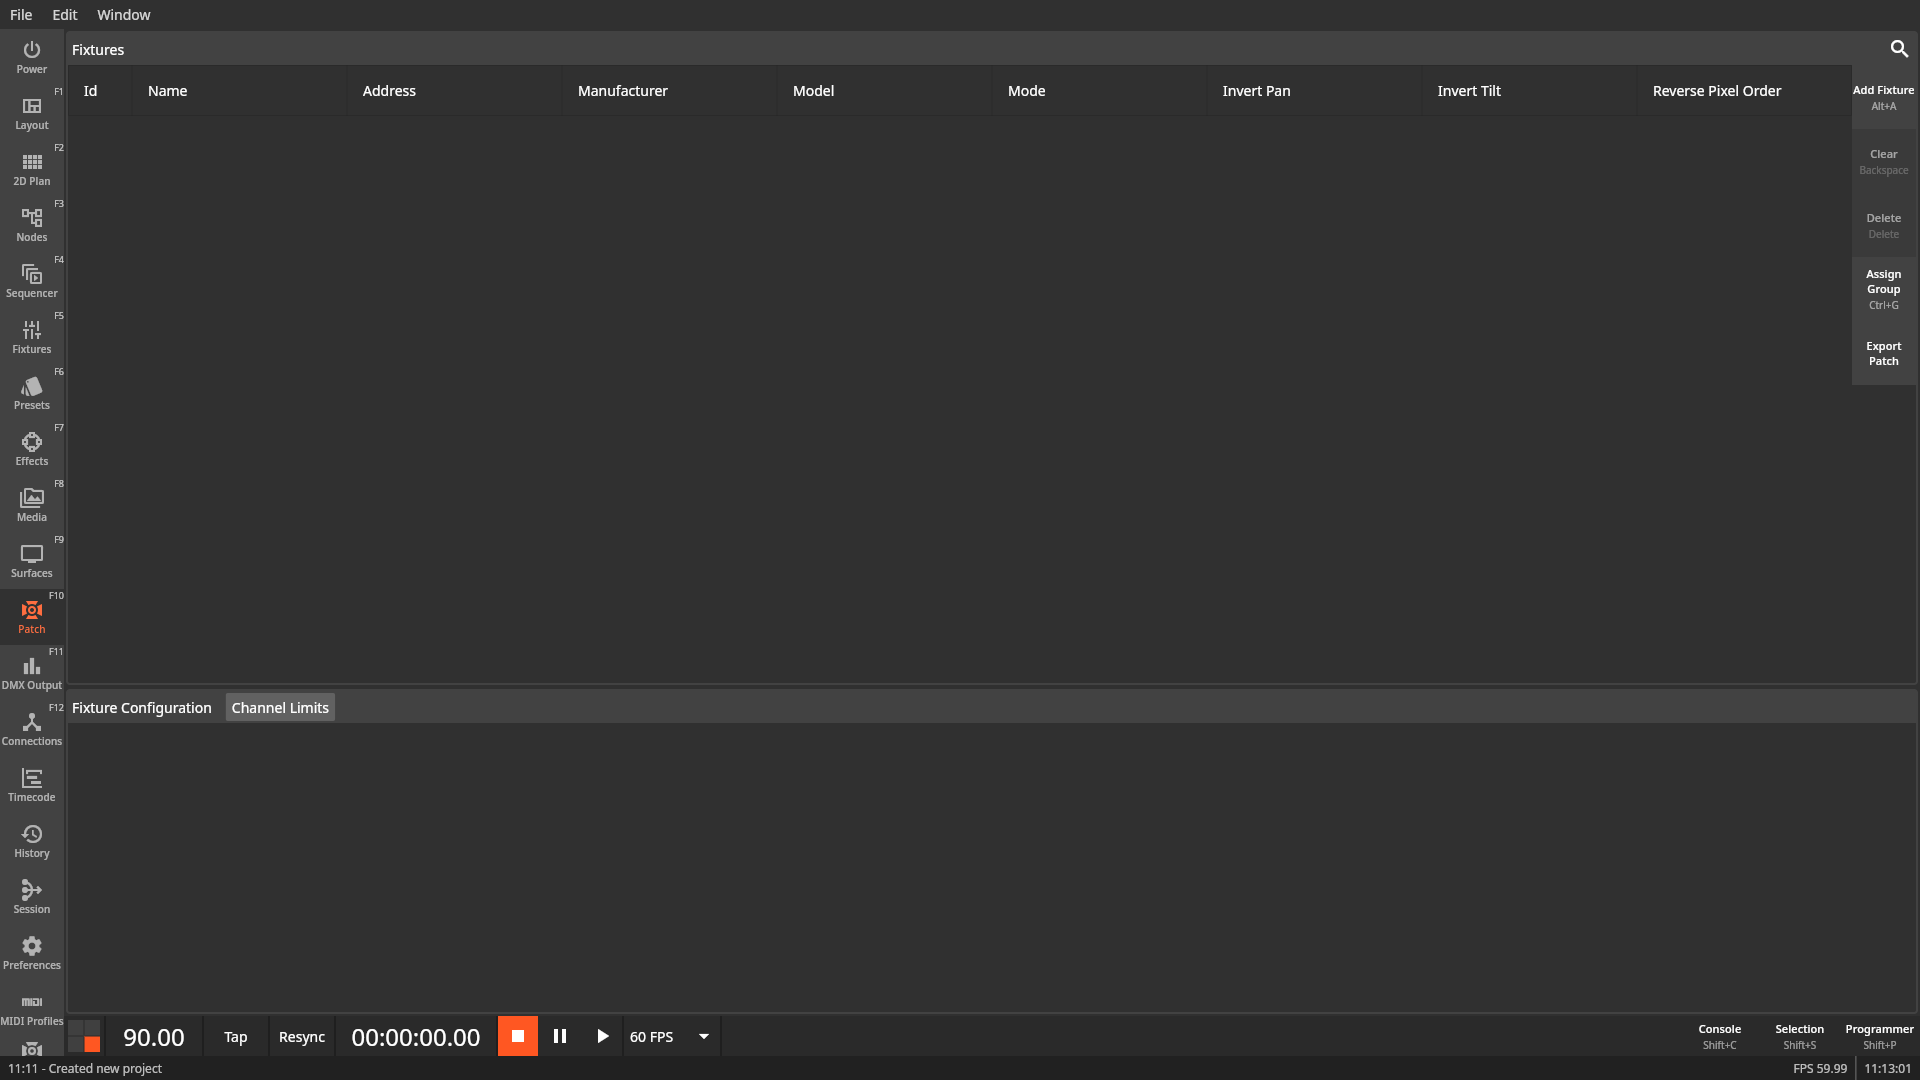 File Edit Window
Power
F1
Layout
F2
2D Plan
F3
Nodes
F4
Sequencer
F5
Fixtures
F6
Presets
F7
Effects
F8
Media
F9
Surfaces
F10
Patch
F11
DMX Output
F12
Connections
Timecode
History
Session
Preferences
MIDI Profiles
Fixtures
Id Name Address Manufacturer Model Mode Invert Pan Invert Tilt Reverse Pixel Order
Add Fixture
Alt+A
Clear
Backspace
Delete
Delete
Assign
Group
Ctrl+G
Export
Patch
Fixture Configuration Channel Limits
90.00 Tap Resync 00:00:00.00 60 FPS
Console
Shift+C
Selection
Shift+S
Programmer
Shift+P
11:11 - Created new project
FPS 59.99 11:13:01